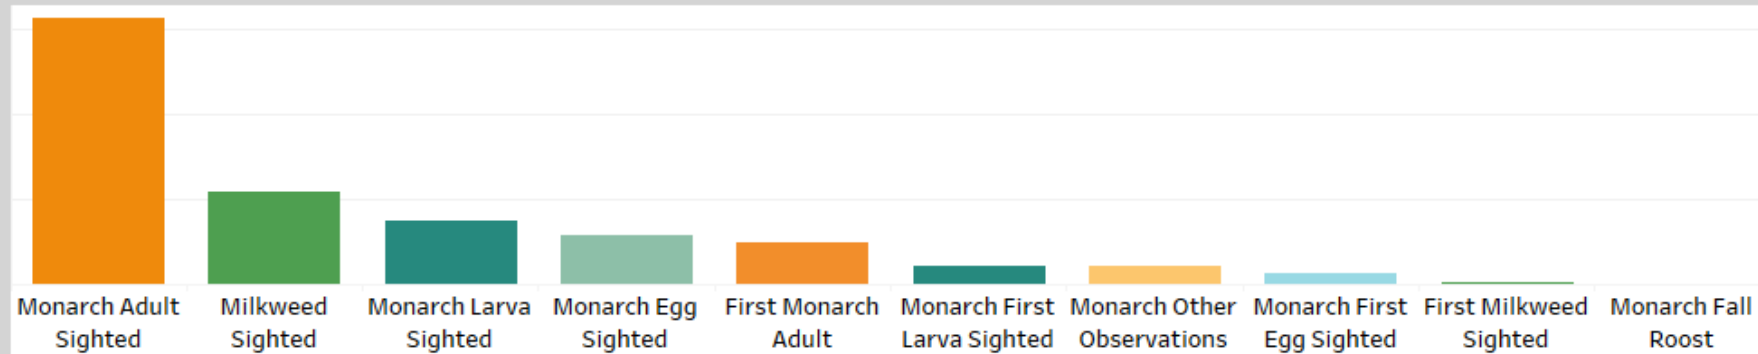 Monarch Adult
Sighted
Milkweed
Sighted
Monarch Larva
Sighted
Monarch Egg
Sighted
First Monarch
Adult
Monarch First
Larva Sighted
Monarch Other
Observations
Monarch First
Egg Sighted
First Milkweed
Sighted
Monarch Fall
Roost